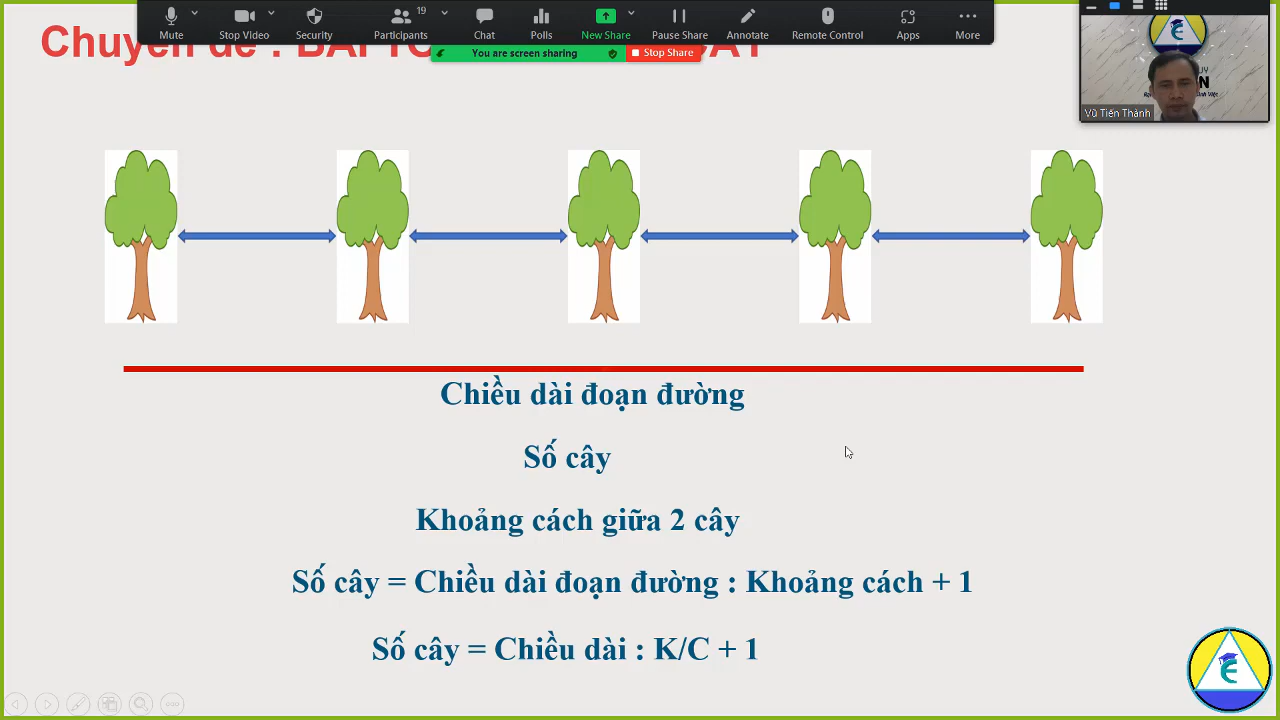 Mute
Stop Video
Security
19
Participants
Chat
Polls
New Share
Pause Share
Annotate
Remote Control
Apps
More
You are screen sharing
Stop Share
Chuyên đề :
Vũ Tiến Thành
Chiều dài đoạn đường
Số cây
Khoảng cách giữa 2 cây
Số cây = Chiều dài đoạn đường : Khoảng cách + 1
Số cây = Chiều dài : K/C + 1